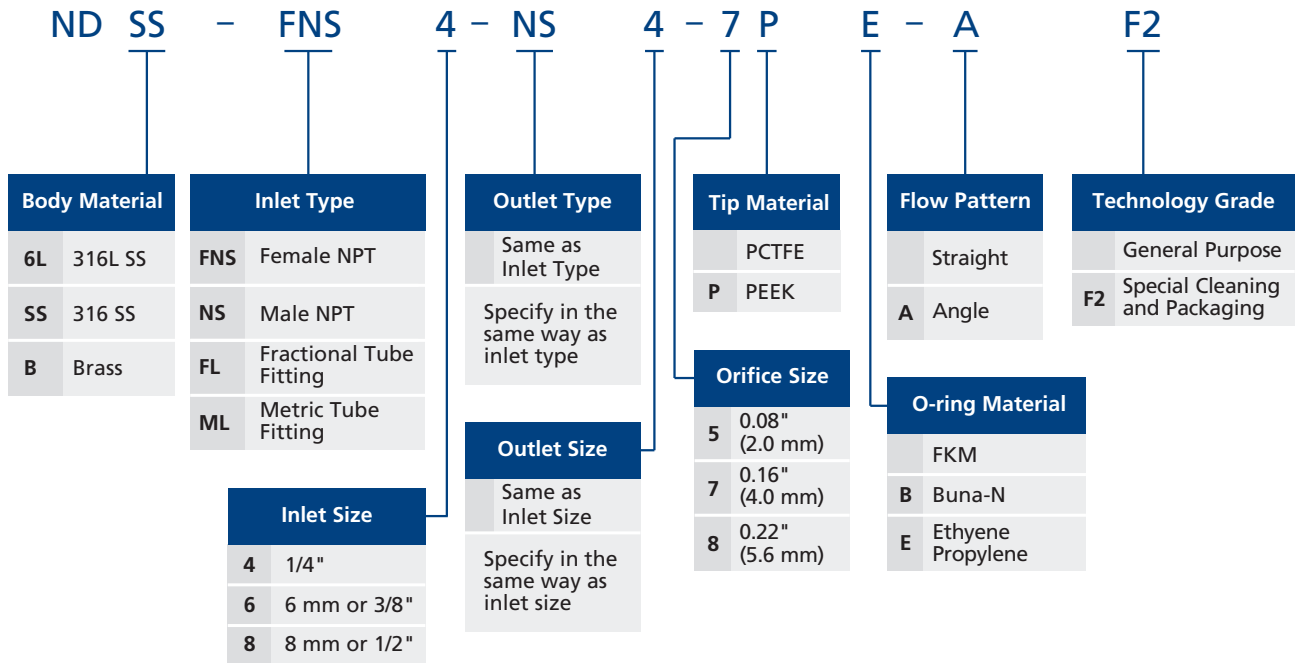 ND SS – FNS 4 – NS 4 – 7 P E – A F2
Body Material
6L 316L SS
SS 316 SS
B Brass
Inlet Type
FNS Female NPT
NS Male NPT
FL Fractional Tube
Fitting
ML Metric Tube
Fitting
Inlet Size
4 1/4"
6 6 mm or 3/8"
8 8 mm or 1/2"
Outlet Type
Same as
Inlet Type
Specify in the
same way as
inlet type
Outlet Size
Same as
Inlet Size
Specify in the
same way as
inlet size
Tip Material
PCTFE
P PEEK
Orifice Size
5 0.08"
(2.0 mm)
7 0.16"
(4.0 mm)
8 0.22"
(5.6 mm)
Flow Pattern
Straight
A Angle
O-ring Material
FKM
B Buna-N
E Ethyene
Propylene
Technology Grade
General Purpose
F2 Special Cleaning
and Packaging